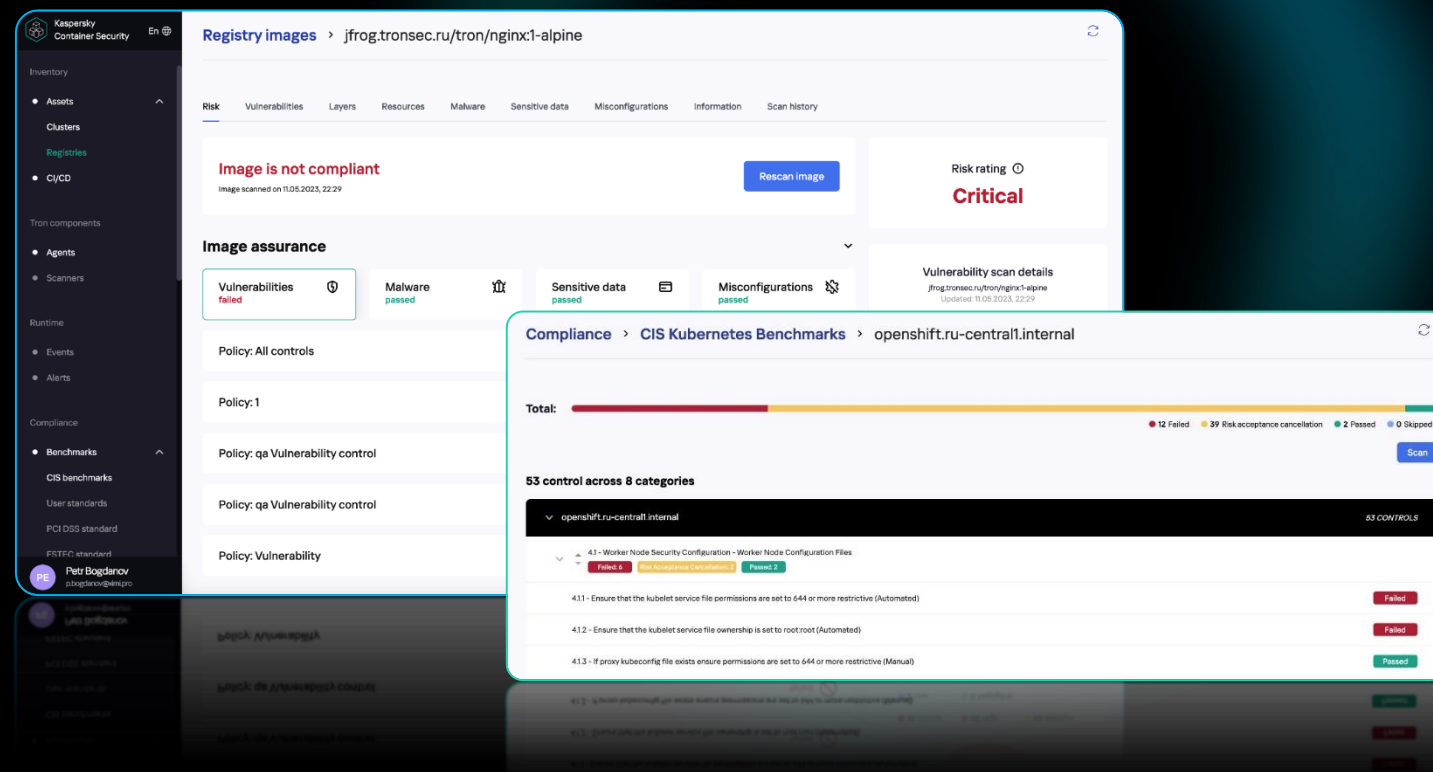 Kaspersky
Container Security
En
Inventory
Assets
Clusters
Registries
CI/CD
Tron components
Agents
Scanners
Runtime
Events
Alerts
Compliance
Benchmarks
CIS benchmarks
User standards
PCI DSS standard
FSTEC standard
PE
Petr Bogdanov
p.bogdanov@ximi.pro
Registry images > jfrog.tronsec.ru/tron/nginx:1-alpine
Risk Vulnerabilities Layers Resources Malware Sensitive data Misconfigurations Information Scan history
Image is not compliant
Image scanned on 11.05.2023, 22:29
Rescan image
Risk rating
Critical
Image assurance
Vulnerabilities
failed
Malware
passed
Sensitive data
passed
Misconfigurations
passed
Vulnerability scan details
jfrog.tronsec.ru/tron/nginx:1-alpine
Updated: 11.05.2023, 22:29
Policy: All controls
Policy: 1
Policy: qa Vulnerability control
Policy: qa Vulnerability control
Policy: Vulnerability
Compliance > CIS Kubernetes Benchmarks > openshift.ru-central1.internal
Total:
12 Failed 39 Risk acceptance cancellation 2 Passed 0 Skipped
Scan
53 control across 8 categories
openshift.ru-central1.internal 53 CONTROLS
4.1 - Worker Node Security Configuration - Worker Node Configuration Files
Failed: 6 Risk Acceptance Cancellation: 2 Passed: 2
4.1.1 - Ensure that the kubelet service file permissions are set to 644 or more restrictive (Automated) Failed
4.1.2 - Ensure that the kubelet service file ownership is set to root:root (Automated) Failed
4.1.3 - If proxy kubeconfig file exists ensure permissions are set to 644 or more restrictive (Manual) Passed